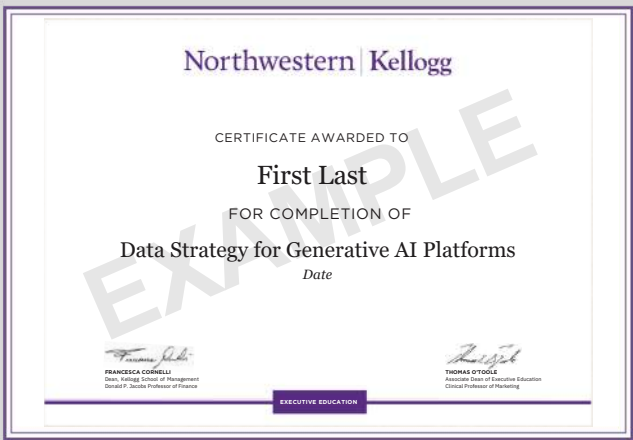 Northwestern | Kellogg
CERTIFICATE AWARDED TO
First Last
FOR COMPLETION OF
Data Strategy for Generative AI Platforms
Date
EXAMPLE
FRANCESCA CORNELLI
Dean, Kellogg School of Management
Donald P. Jacobs Professor of Finance
THOMAS O'TOOLE
Associate Dean of Executive Education
Clinical Professor of Marketing
EXECUTIVE EDUCATION